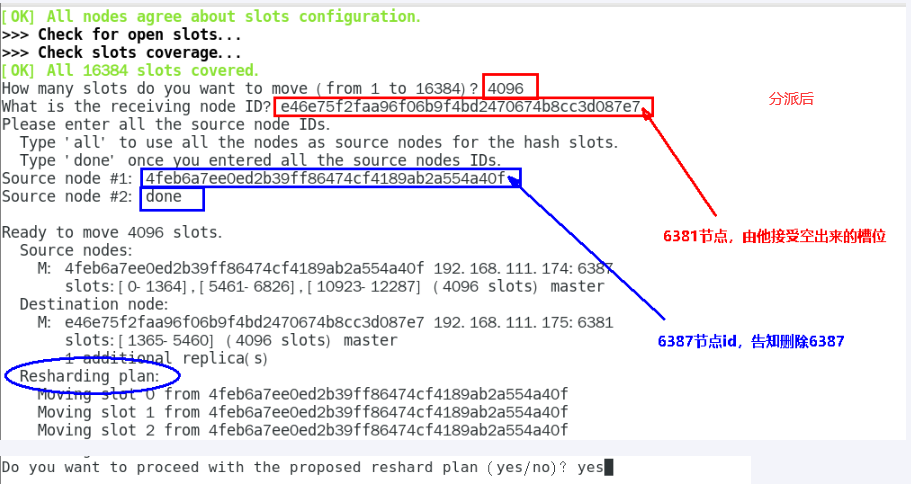 [OK] All nodes agree about slots configuration.
>>> Check for open slots...
>>> Check slots coverage...
[OK] All 16384 slots covered.
How many slots do you want to move (from 1 to 16384)? 4096
What is the receiving node ID? e46e75f2faa96f06b9f4bd2470674b8cc3d087e7
分派后
Please enter all the source node IDs.
Type 'all' to use all the nodes as source nodes for the hash slots.
Type 'done' once you entered all the source nodes IDs.
Source node #1: 4feb6a7ee0ed2b39ff86474cf4189ab2a554a40f
Source node #2: done
Ready to move 4096 slots.
6381节点，由他接受空出来的槽位
Source nodes:
M: 4feb6a7ee0ed2b39ff86474cf4189ab2a554a40f 192.168.111.174:6387
slots:[0-1364],[5461-6826],[10923-12287] (4096 slots) master
Destination node:
M: e46e75f2faa96f06b9f4bd2470674b8cc3d087e7 192.168.111.175:6381
slots:[1365-5460] (4096 slots) master
6387节点id，告知删除6387
1 additional replica(s)
Resharding plan:
Moving slot 0 from 4feb6a7ee0ed2b39ff86474cf4189ab2a554a40f
Moving slot 1 from 4feb6a7ee0ed2b39ff86474cf4189ab2a554a40f
Moving slot 2 from 4feb6a7ee0ed2b39ff86474cf4189ab2a554a40f
Do you want to proceed with the proposed reshard plan (yes/no)? yes